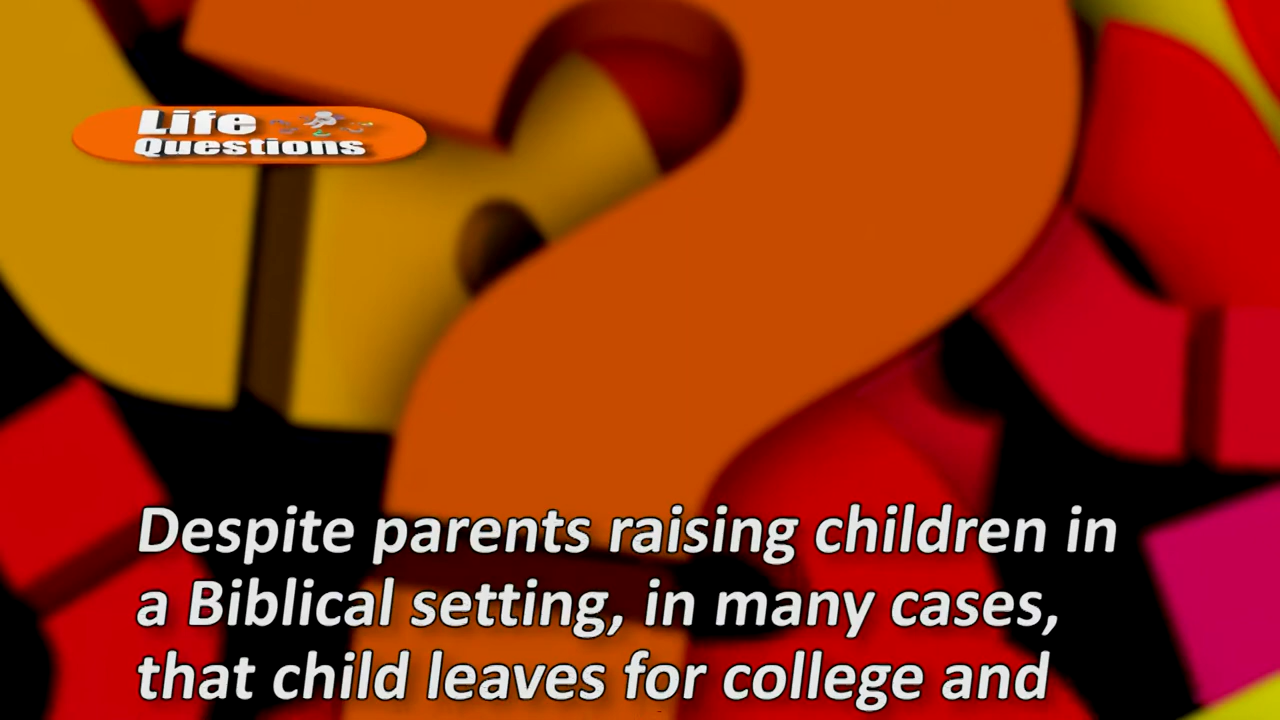 Life
Questions
Despite parents raising children in
a Biblical setting, in many cases,
that child leaves for college and